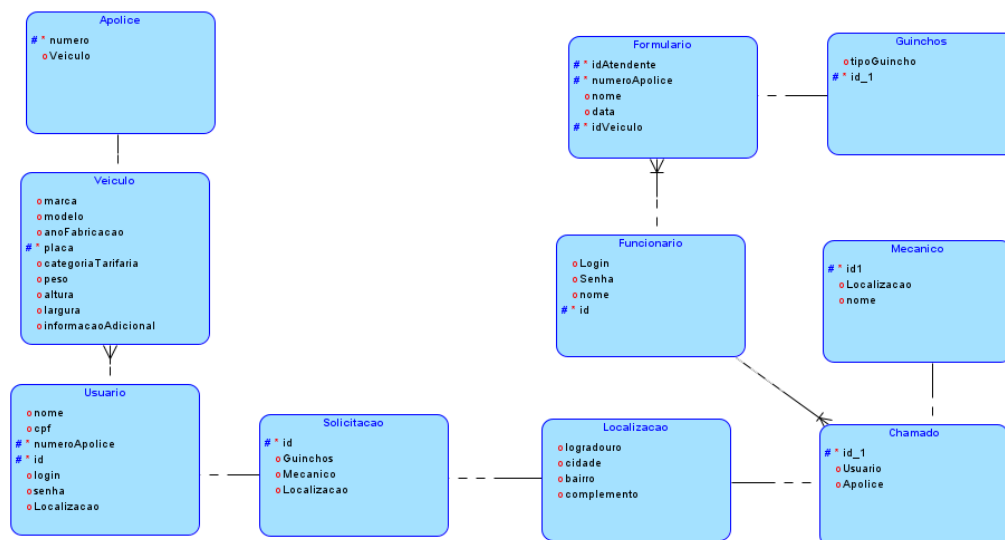 Apolice
# * numero
o Veiculo
Formulario
# * idAtendente
# * numeroApolice
o nome
o data
# * idVeiculo
Guinchos
o tipoGuincho
# * id_1
Veiculo
o marca
o modelo
o anoFabricacao
# * placa
o categoriaTarifaria
o peso
o altura
o largura
o informacaoAdicional
Funcionario
o Login
o Senha
o nome
# * id
Mecanico
# * id1
o Localizacao
o nome
Usuario
o nome
o cpf
# * numeroApolice
# * id
o login
o senha
o Localizacao
Solicitacao
# * id
o Guinchos
o Mecanico
o Localizacao
Localizacao
o logradouro
o cidade
o bairro
o complemento
Chamado
# * id_1
o Usuario
o Apolice